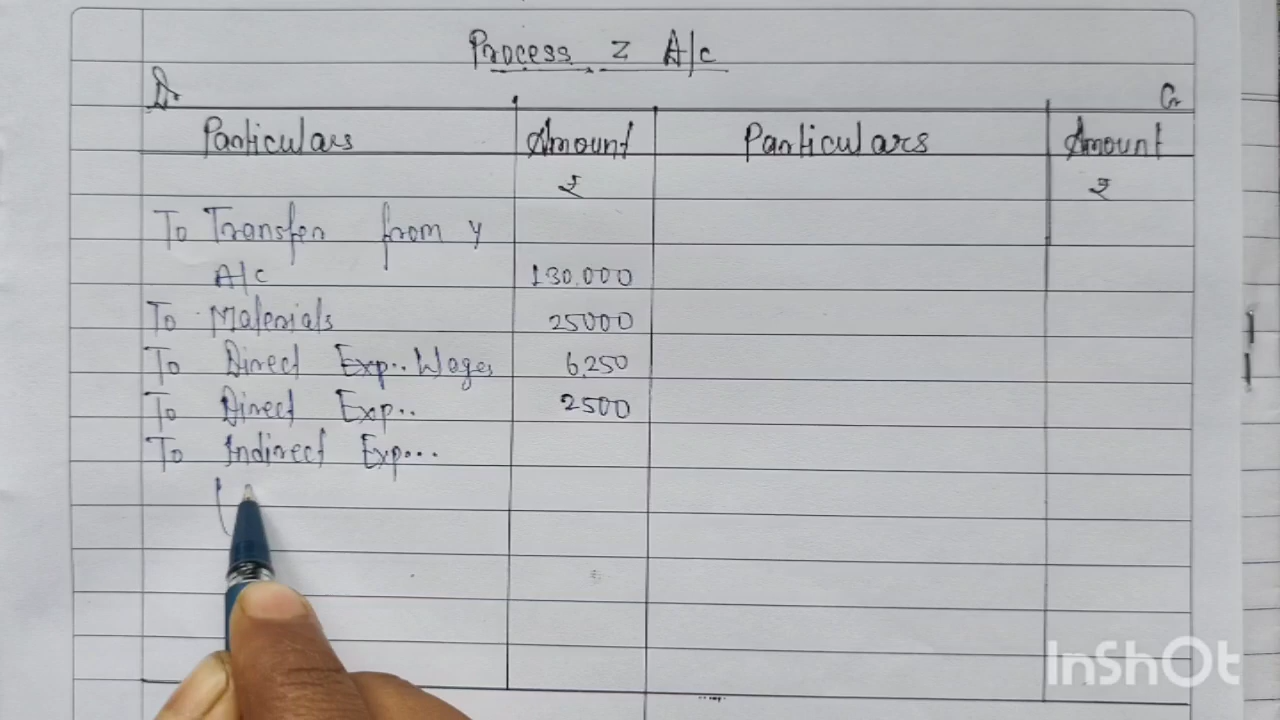 Process Z A/c
Dr Cr
Particulars Amount Particulars Amount
₹ ₹
To Transfer from Y
A/c 130,000
To Materials 25000
To Direct Exp.. Wages 6,250
To Direct Exp.. 2500
To Indirect Exp...
(
InShOt